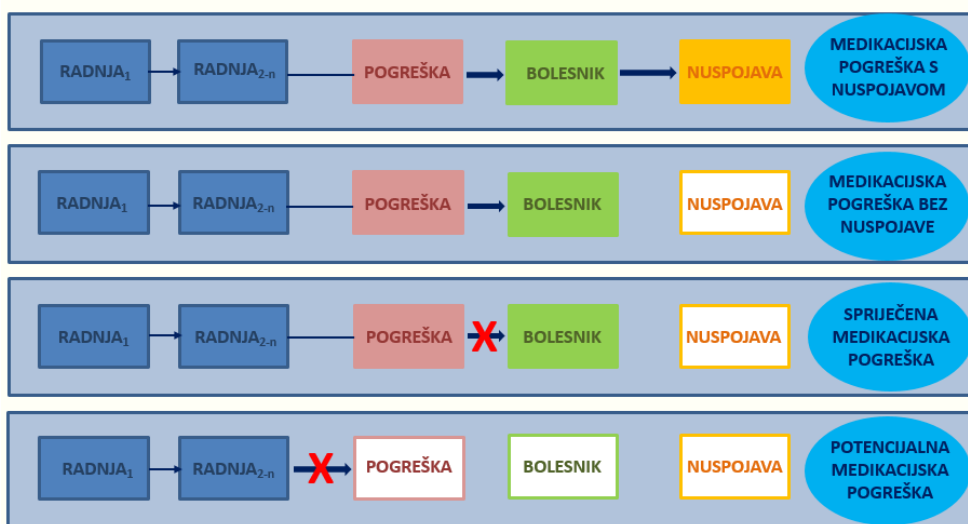 RADNJA₁
RADNJA₂₋ₙ
POGREŠKA
BOLESNIK
NUSPOJAVA
MEDIKACIJSKA
POGREŠKA S
NUSPOJAVOM
RADNJA₁
RADNJA₂₋ₙ
POGREŠKA
BOLESNIK
NUSPOJAVA
MEDIKACIJSKA
POGREŠKA BEZ
NUSPOJAVE
RADNJA₁
RADNJA₂₋ₙ
POGREŠKA
X
BOLESNIK
NUSPOJAVA
SPRIJEČENA
MEDIKACIJSKA
POGREŠKA
RADNJA₁
RADNJA₂₋ₙ
X
POGREŠKA
BOLESNIK
NUSPOJAVA
POTENCIJALNA
MEDIKACIJSKA
POGREŠKA